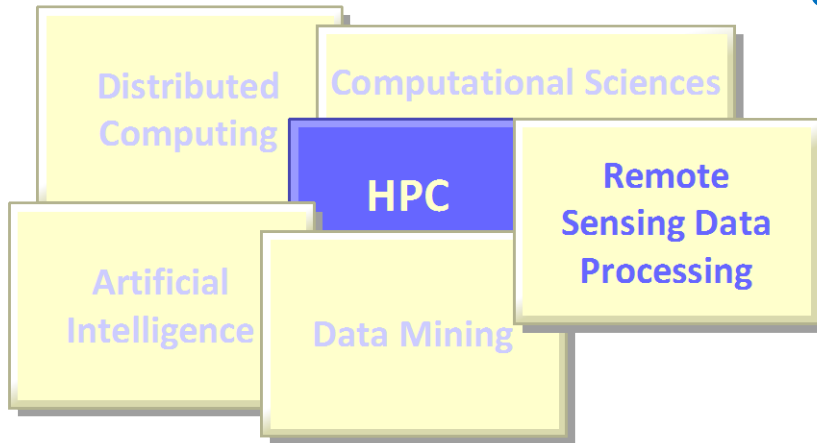 Distributed
Computing
Computational Sciences
HPC
Remote
Sensing Data
Processing
Artificial
Intelligence
Data Mining